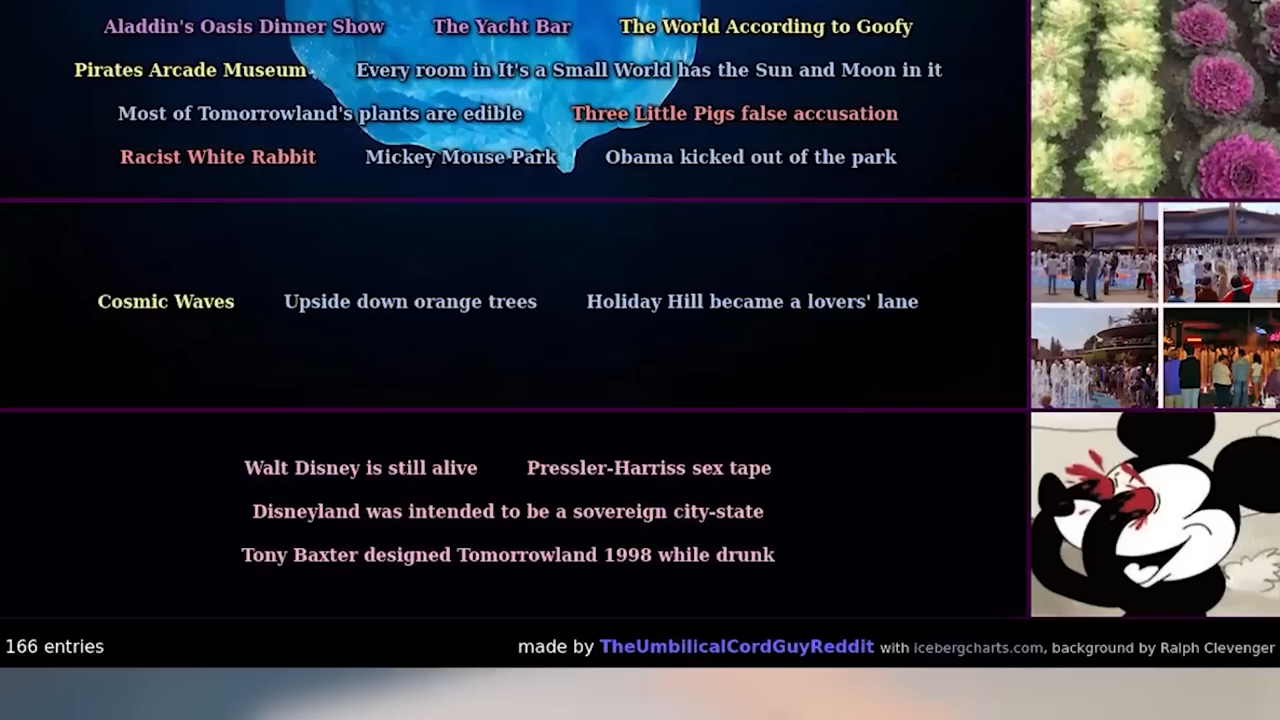 Aladdin's Oasis Dinner Show The Yacht Bar The World According to Goofy
Pirates Arcade Museum Every room in It's a Small World has the Sun and Moon in it
Most of Tomorrowland's plants are edible Three Little Pigs false accusation
Racist White Rabbit Mickey Mouse Park Obama kicked out of the park
Cosmic Waves Upside down orange trees Holiday Hill became a lovers' lane
Walt Disney is still alive Pressler-Harriss sex tape
Disneyland was intended to be a sovereign city-state
Tony Baxter designed Tomorrowland 1998 while drunk
166 entries made by TheUmbilicalCordGuyReddit with icebergcharts.com, background by Ralph Clevenger